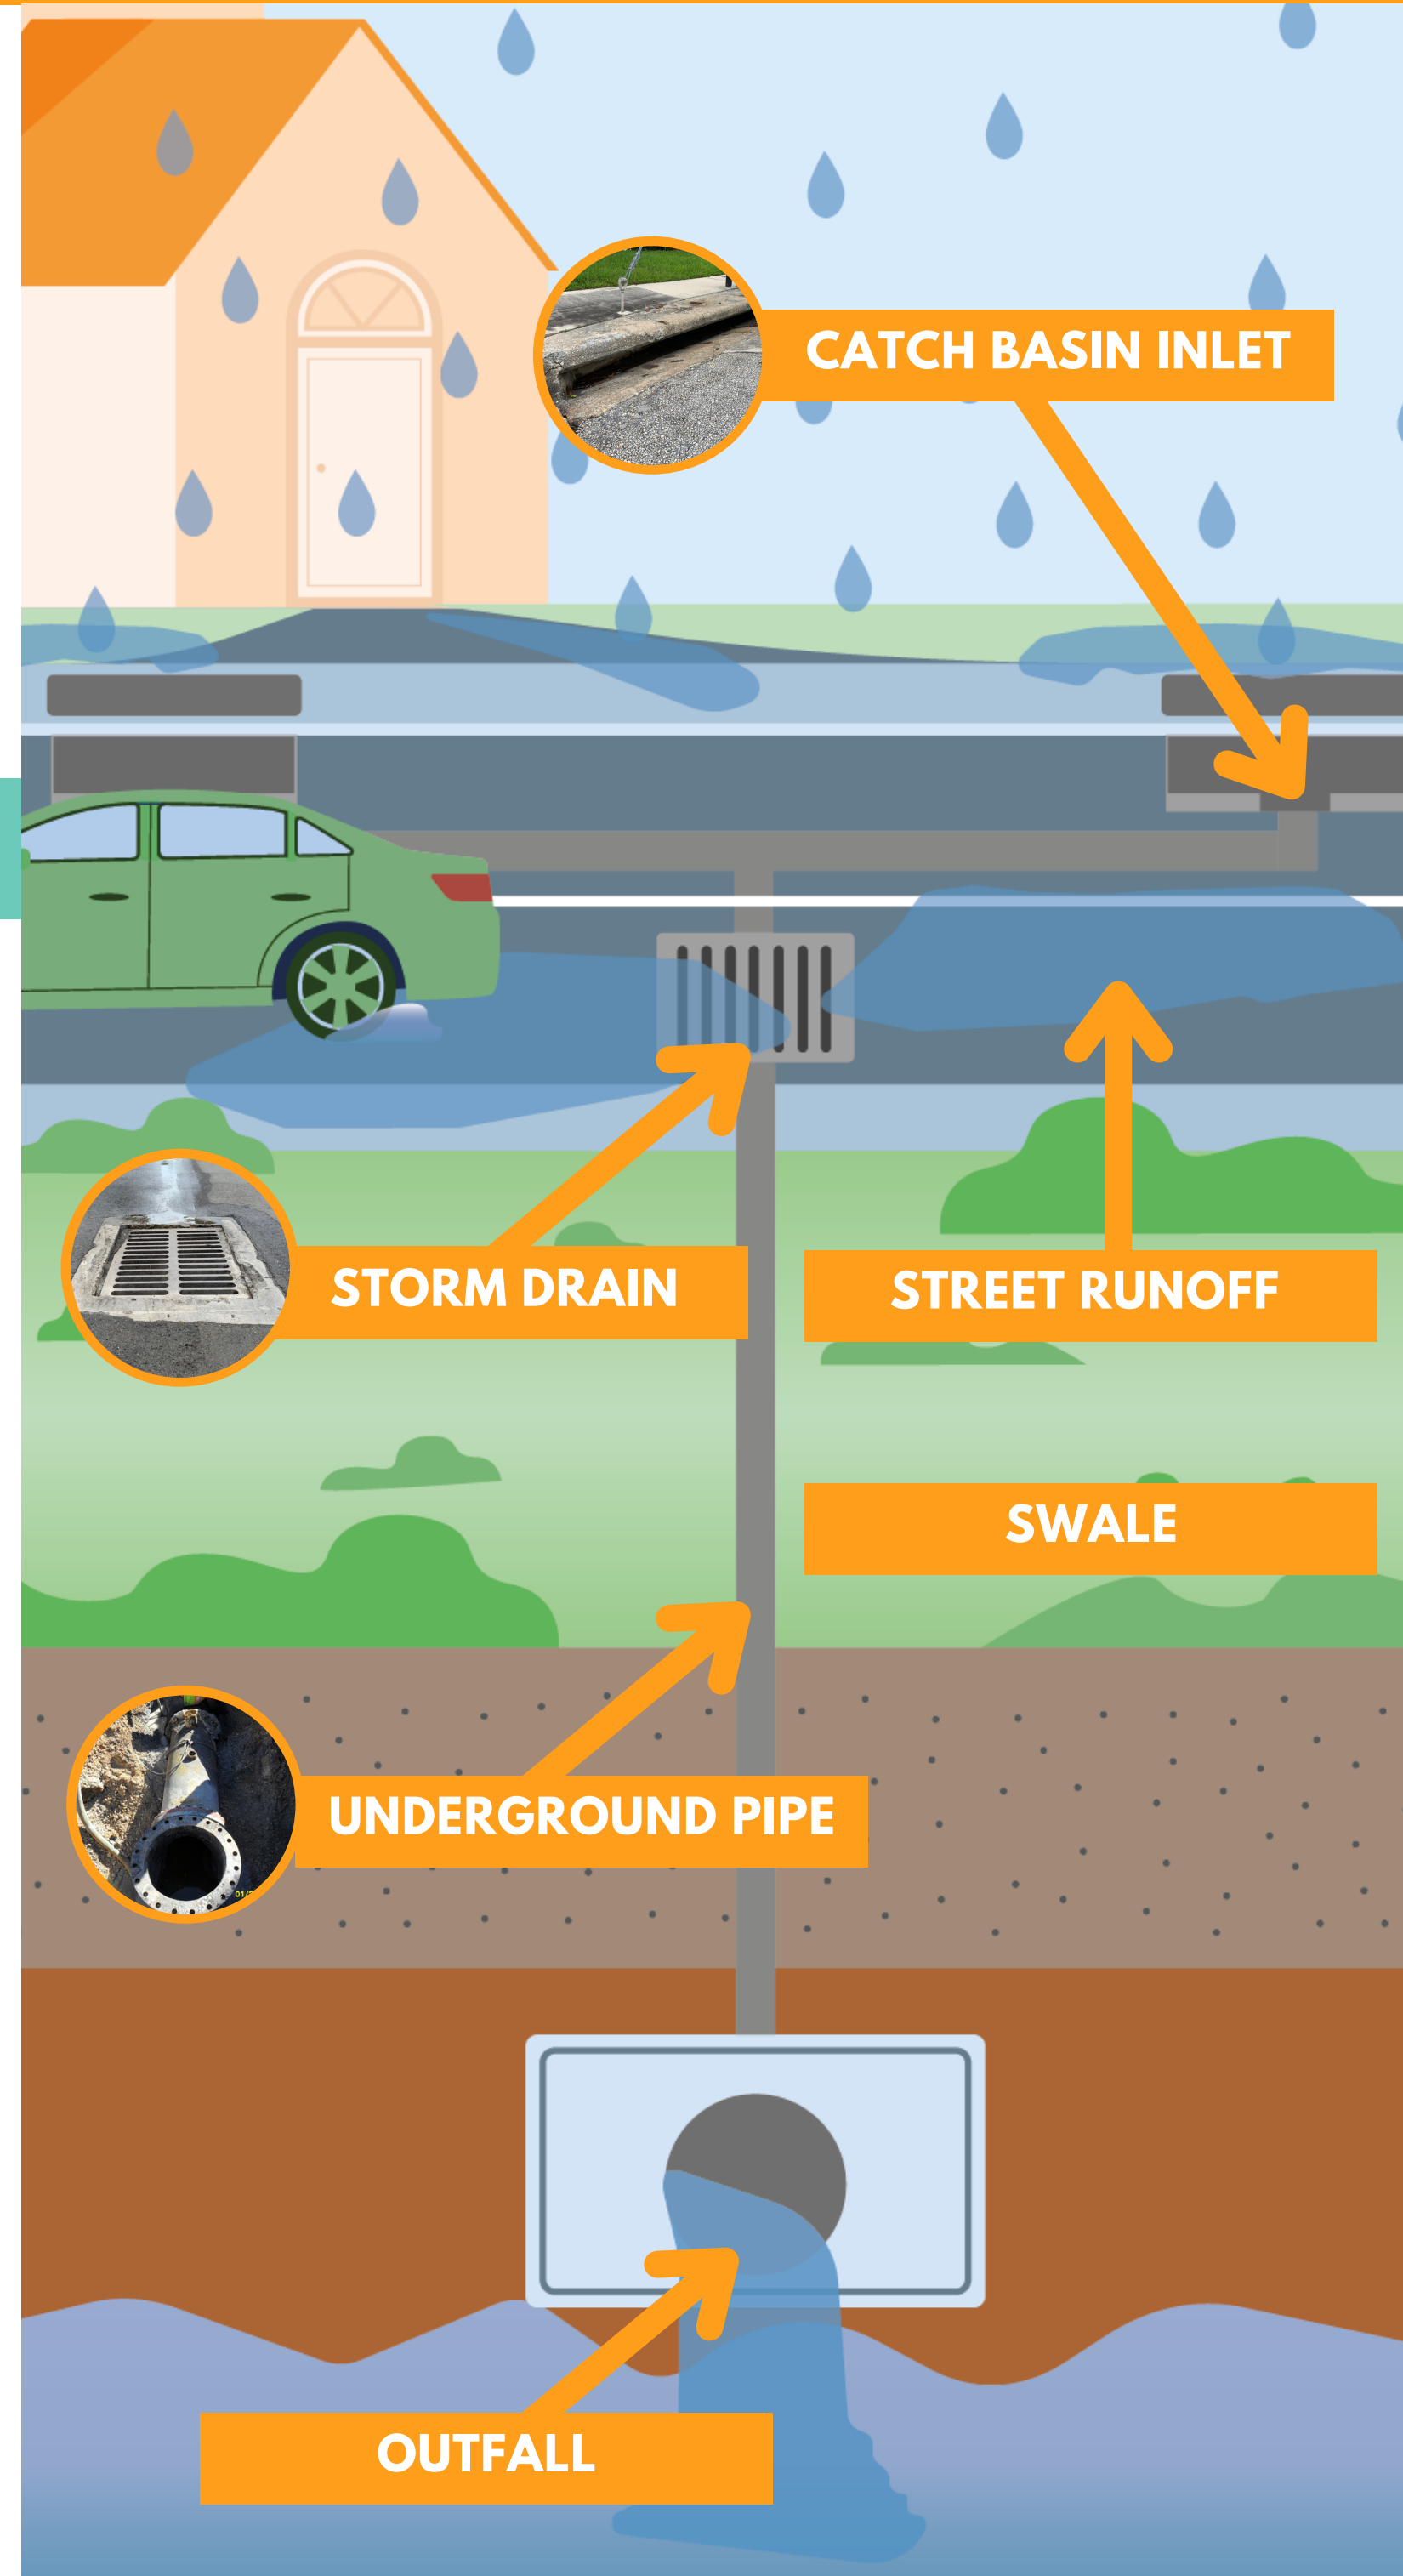 CATCH BASIN INLET
STORM DRAIN
STREET RUNOFF
SWALE
UNDERGROUND PIPE
OUTFALL